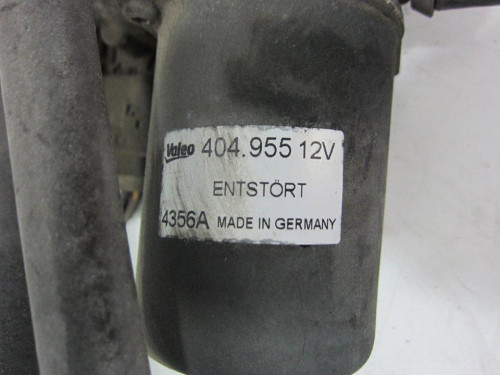 Valeo 404.955 12V
ENTSTÖRT
4356A MADE IN GERMANY